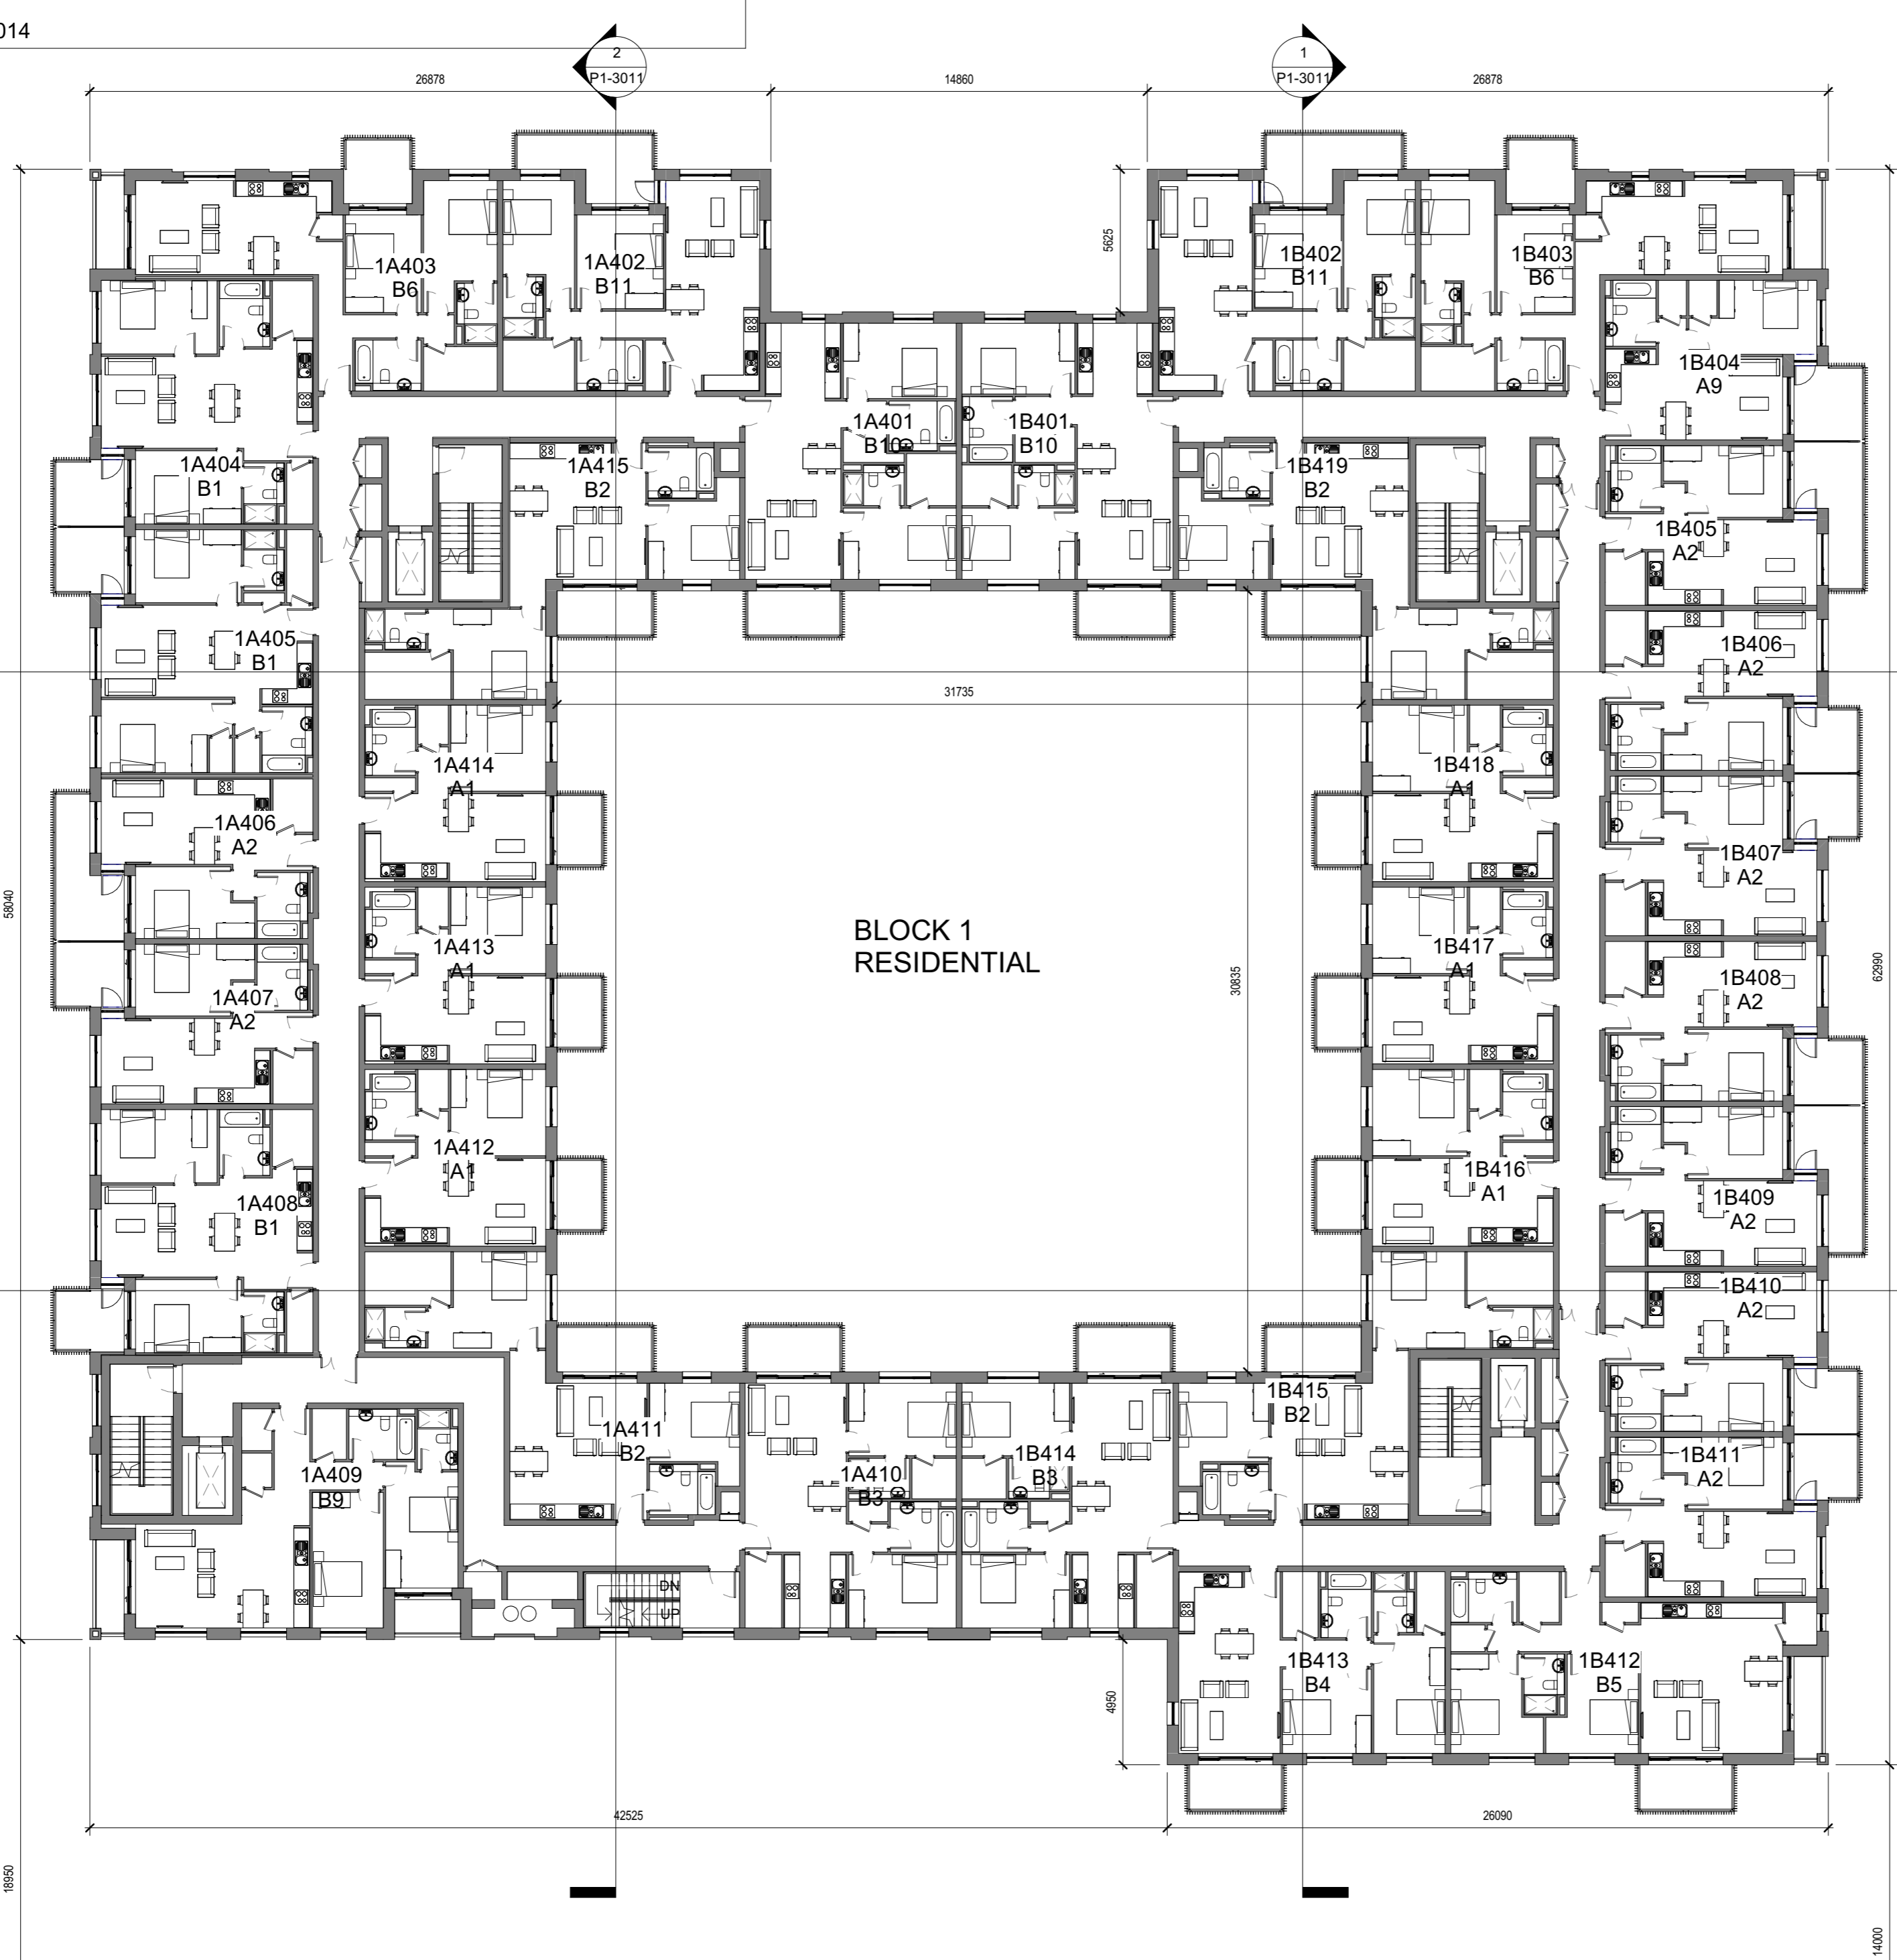 014
2
P1-3011
1
P1-3011
26878
14860
26878
5625
1A403
B6
1A402
B11
1B402
B11
1B403
B6
1B404
A9
1A401
B10
1B401
B10
1A404
B1
1A415
B2
1B419
B2
1B405
A2
1A405
B1
1B406
A2
31735
1A414
A1
1B418
A1
1A406
A2
1B407
A2
58040
BLOCK 1
RESIDENTIAL
1A413
A1
1B417
A1
30835
62990
1A407
A2
1B408
A2
1A412
A1
1B416
A1
1A408
B1
1B409
A2
1B410
A2
1A411
B2
1B415
B2
1A409
B9
1A410
B3
1B414
B3
1B411
A2
DN
UP
1B413
B4
1B412
B5
4950
42525
26090
18950
14000